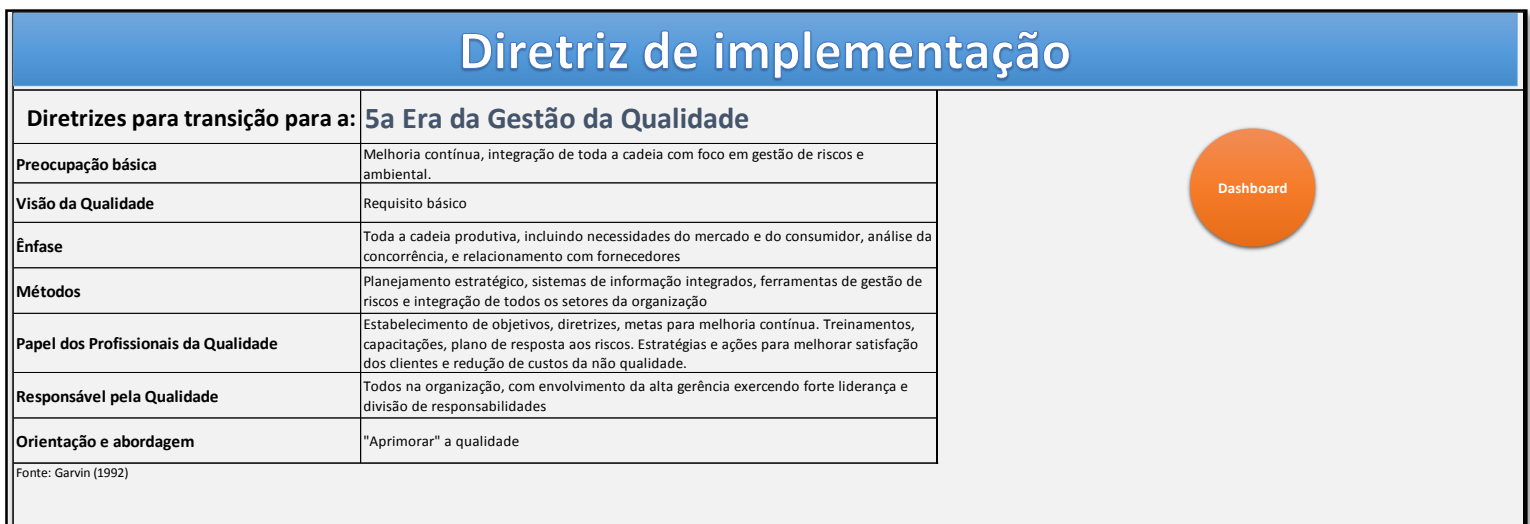 Diretriz de implementação
Diretrizes para transição para a: 5a Era da Gestão da Qualidade
Preocupação básica
Melhoria contínua, integração de toda a cadeia com foco em gestão de riscos e
ambiental.
Dashboard
Visão da Qualidade
Requisito básico
Ênfase
Toda a cadeia produtiva, incluindo necessidades do mercado e do consumidor, análise da
concorrência, e relacionamento com fornecedores
Métodos
Planejamento estratégico, sistemas de informação integrados, ferramentas de gestão de
riscos e integração de todos os setores da organização
Papel dos Profissionais da Qualidade
Estabelecimento de objetivos, diretrizes, metas para melhoria contínua. Treinamentos,
capacitações, plano de resposta aos riscos. Estratégias e ações para melhorar satisfação
dos clientes e redução de custos da não qualidade.
Responsável pela Qualidade
Todos na organização, com envolvimento da alta gerência exercendo forte liderança e
divisão de responsabilidades
Orientação e abordagem
"Aprimorar" a qualidade
Fonte: Garvin (1992)